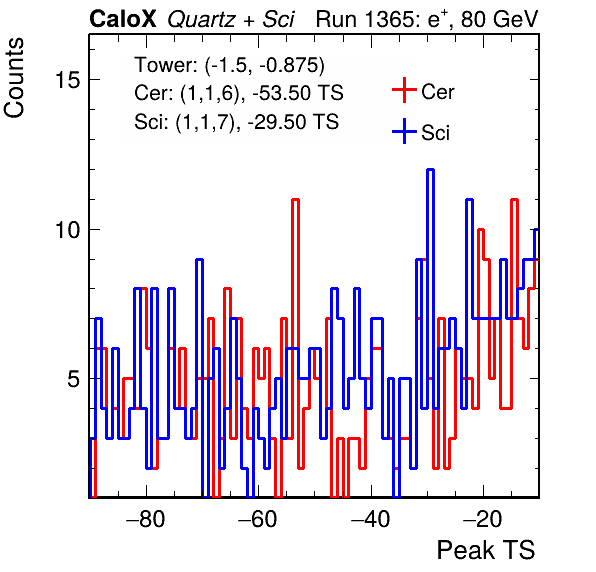 CaloX Quartz + Sci Run 1365: e⁺, 80 GeV
Counts
Tower: (-1.5, -0.875)
Cer: (1,1,6), -53.50 TS
Sci: (1,1,7), -29.50 TS
Cer
Sci
15
10
5
−80 −60 −40 −20
Peak TS